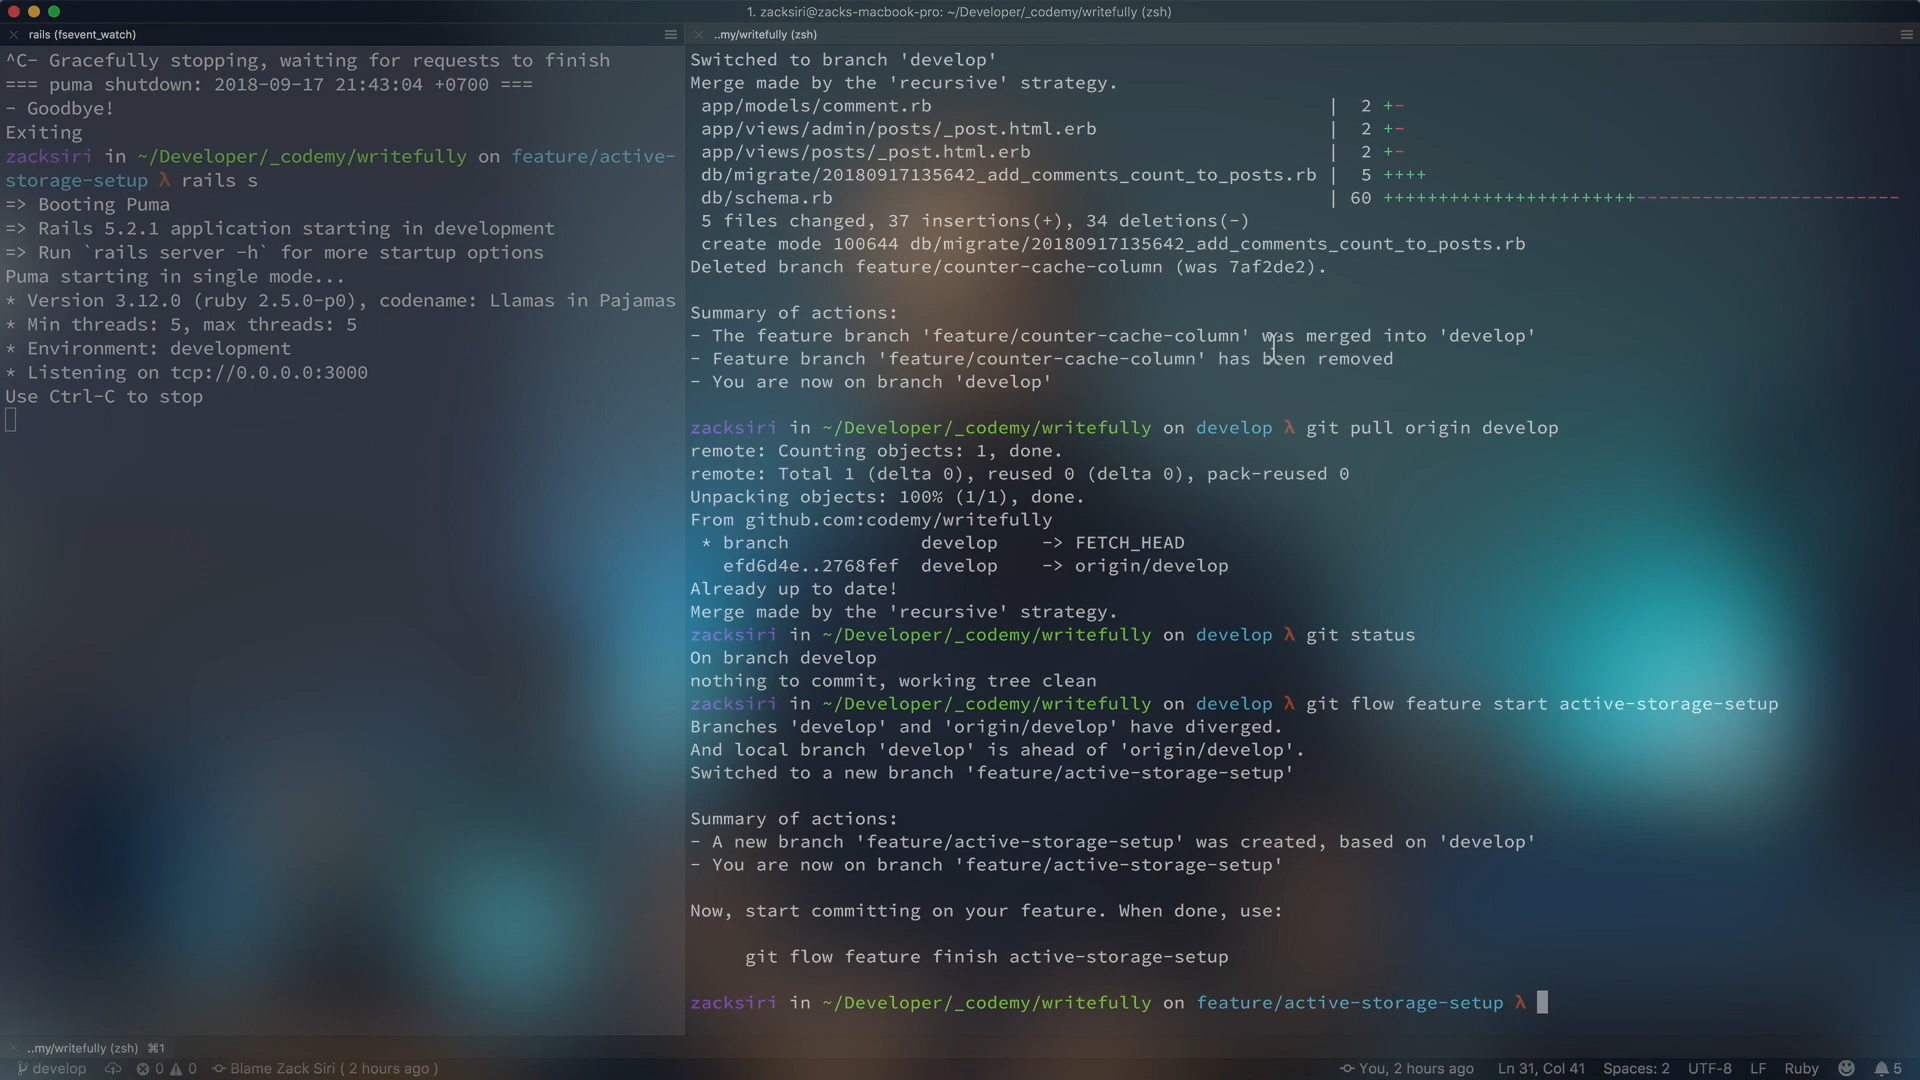 1. zacksiri@zacks-macbook-pro: ~/Developer/_codemy/writefully (zsh)
rails (fsevent_watch)
^C- Gracefully stopping, waiting for requests to finish
=== puma shutdown: 2018-09-17 21:43:04 +0700 ===
- Goodbye!
Exiting
zacksiri in ~/Developer/_codemy/writefully on feature/active-
storage-setup λ rails s
=> Booting Puma
=> Rails 5.2.1 application starting in development
=> Run `rails server -h` for more startup options
Puma starting in single mode...
* Version 3.12.0 (ruby 2.5.0-p0), codename: Llamas in Pajamas
* Min threads: 5, max threads: 5
* Environment: development
* Listening on tcp://0.0.0.0:3000
Use Ctrl-C to stop
..my/writefully (zsh)
Switched to branch 'develop'
Merge made by the 'recursive' strategy.
app/models/comment.rb | 2 +-
app/views/admin/posts/_post.html.erb | 2 +-
app/views/posts/_post.html.erb | 2 +-
db/migrate/20180917135642_add_comments_count_to_posts.rb | 5 ++++
db/schema.rb | 60 +++++++++++++++++++++++------------------------
5 files changed, 37 insertions(+), 34 deletions(-)
create mode 100644 db/migrate/20180917135642_add_comments_count_to_posts.rb
Deleted branch feature/counter-cache-column (was 7af2de2).
Summary of actions:
- The feature branch 'feature/counter-cache-column' was merged into 'develop'
- Feature branch 'feature/counter-cache-column' has been removed
- You are now on branch 'develop'
zacksiri in ~/Developer/_codemy/writefully on develop λ git pull origin develop
remote: Counting objects: 1, done.
remote: Total 1 (delta 0), reused 0 (delta 0), pack-reused 0
Unpacking objects: 100% (1/1), done.
From github.com:codemy/writefully
* branch develop -> FETCH_HEAD
efd6d4e..2768fef develop -> origin/develop
Already up to date!
Merge made by the 'recursive' strategy.
zacksiri in ~/Developer/_codemy/writefully on develop λ git status
On branch develop
nothing to commit, working tree clean
zacksiri in ~/Developer/_codemy/writefully on develop λ git flow feature start active-storage-setup
Branches 'develop' and 'origin/develop' have diverged.
And local branch 'develop' is ahead of 'origin/develop'.
Switched to a new branch 'feature/active-storage-setup'
Summary of actions:
- A new branch 'feature/active-storage-setup' was created, based on 'develop'
- You are now on branch 'feature/active-storage-setup'
Now, start committing on your feature. When done, use:
git flow feature finish active-storage-setup
zacksiri in ~/Developer/_codemy/writefully on feature/active-storage-setup λ
..my/writefully (zsh) ⌘1
develop 0 0 Blame Zack Siri ( 2 hours ago )
You, 2 hours ago Ln 31, Col 41 Spaces: 2 UTF-8 LF Ruby 5